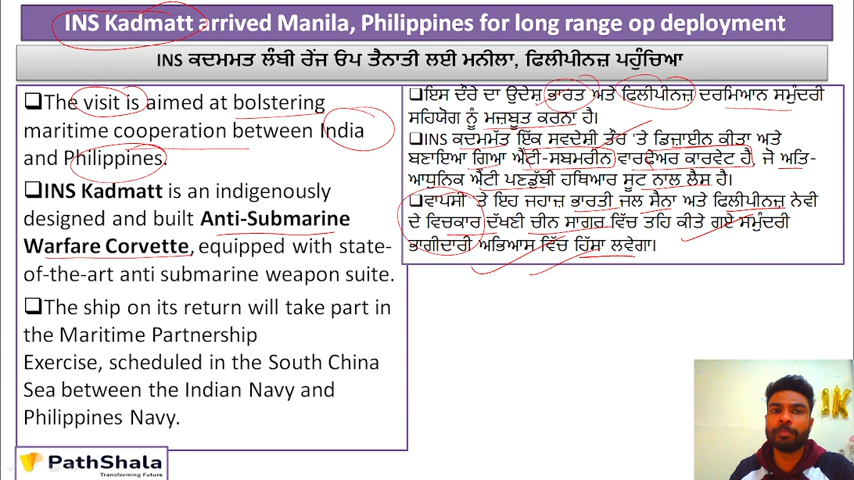 INS Kadmatt arrived Manila, Philippines for long range op deployment
INS ਕਦਮਮਤ ਲੰਬੀ ਰੇਂਜ ਓਪ ਤੈਨਾਤੀ ਲਈ ਮਨੀਲਾ, ਫਿਲੀਪੀਨਜ਼ ਪਹੁੰਚਿਆ
❑The visit is aimed at bolstering
maritime cooperation between India
and Philippines.
❑INS Kadmatt is an indigenously
designed and built Anti-Submarine
Warfare Corvette, equipped with state-
of-the-art anti submarine weapon suite.
❑The ship on its return will take part in
the Maritime Partnership
Exercise, scheduled in the South China
Sea between the Indian Navy and
Philippines Navy.
❑ਇਸ ਦੌਰੇ ਦਾ ਉਦੇਸ਼ ਭਾਰਤ ਅਤੇ ਫਿਲੀਪੀਨਜ਼ ਦਰਮਿਆਨ ਸਮੁੰਦਰੀ
ਸਹਿਯੋਗ ਨੂੰ ਮਜ਼ਬੂਤ ਕਰਨਾ ਹੈ।
❑INS ਕਦਮਮੱਤ ਇੱਕ ਸਵਦੇਸ਼ੀ ਤੌਰ 'ਤੇ ਡਿਜ਼ਾਈਨ ਕੀਤਾ ਅਤੇ
ਬਣਾਇਆ ਗਿਆ ਐਂਟੀ-ਸਬਮਰੀਨ ਵਾਰਫੇਅਰ ਕਾਰਵੇਟ ਹੈ, ਜੋ ਅਤਿ-
ਆਧੁਨਿਕ ਐਂਟੀ ਪਣਡੁੱਬੀ ਹਥਿਆਰ ਸੂਟ ਨਾਲ ਲੈਸ ਹੈ।
❑ਵਾਪਸੀ ਤੇ ਇਹ ਜਹਾਜ਼ ਭਾਰਤੀ ਜਲ ਸੈਨਾ ਅਤੇ ਫਿਲੀਪੀਨਜ਼ ਨੇਵੀ
ਦੇ ਵਿਚਕਾਰ ਦੱਖਣੀ ਚੀਨ ਸਾਗਰ ਵਿੱਚ ਤਹਿ ਕੀਤੇ ਗਏ ਸਮੁੰਦਰੀ
ਭਾਗੀਦਾਰੀ ਅਭਿਆਸ ਵਿੱਚ ਹਿੱਸਾ ਲਵੇਗਾ।
PathShala
Transforming Future
1K